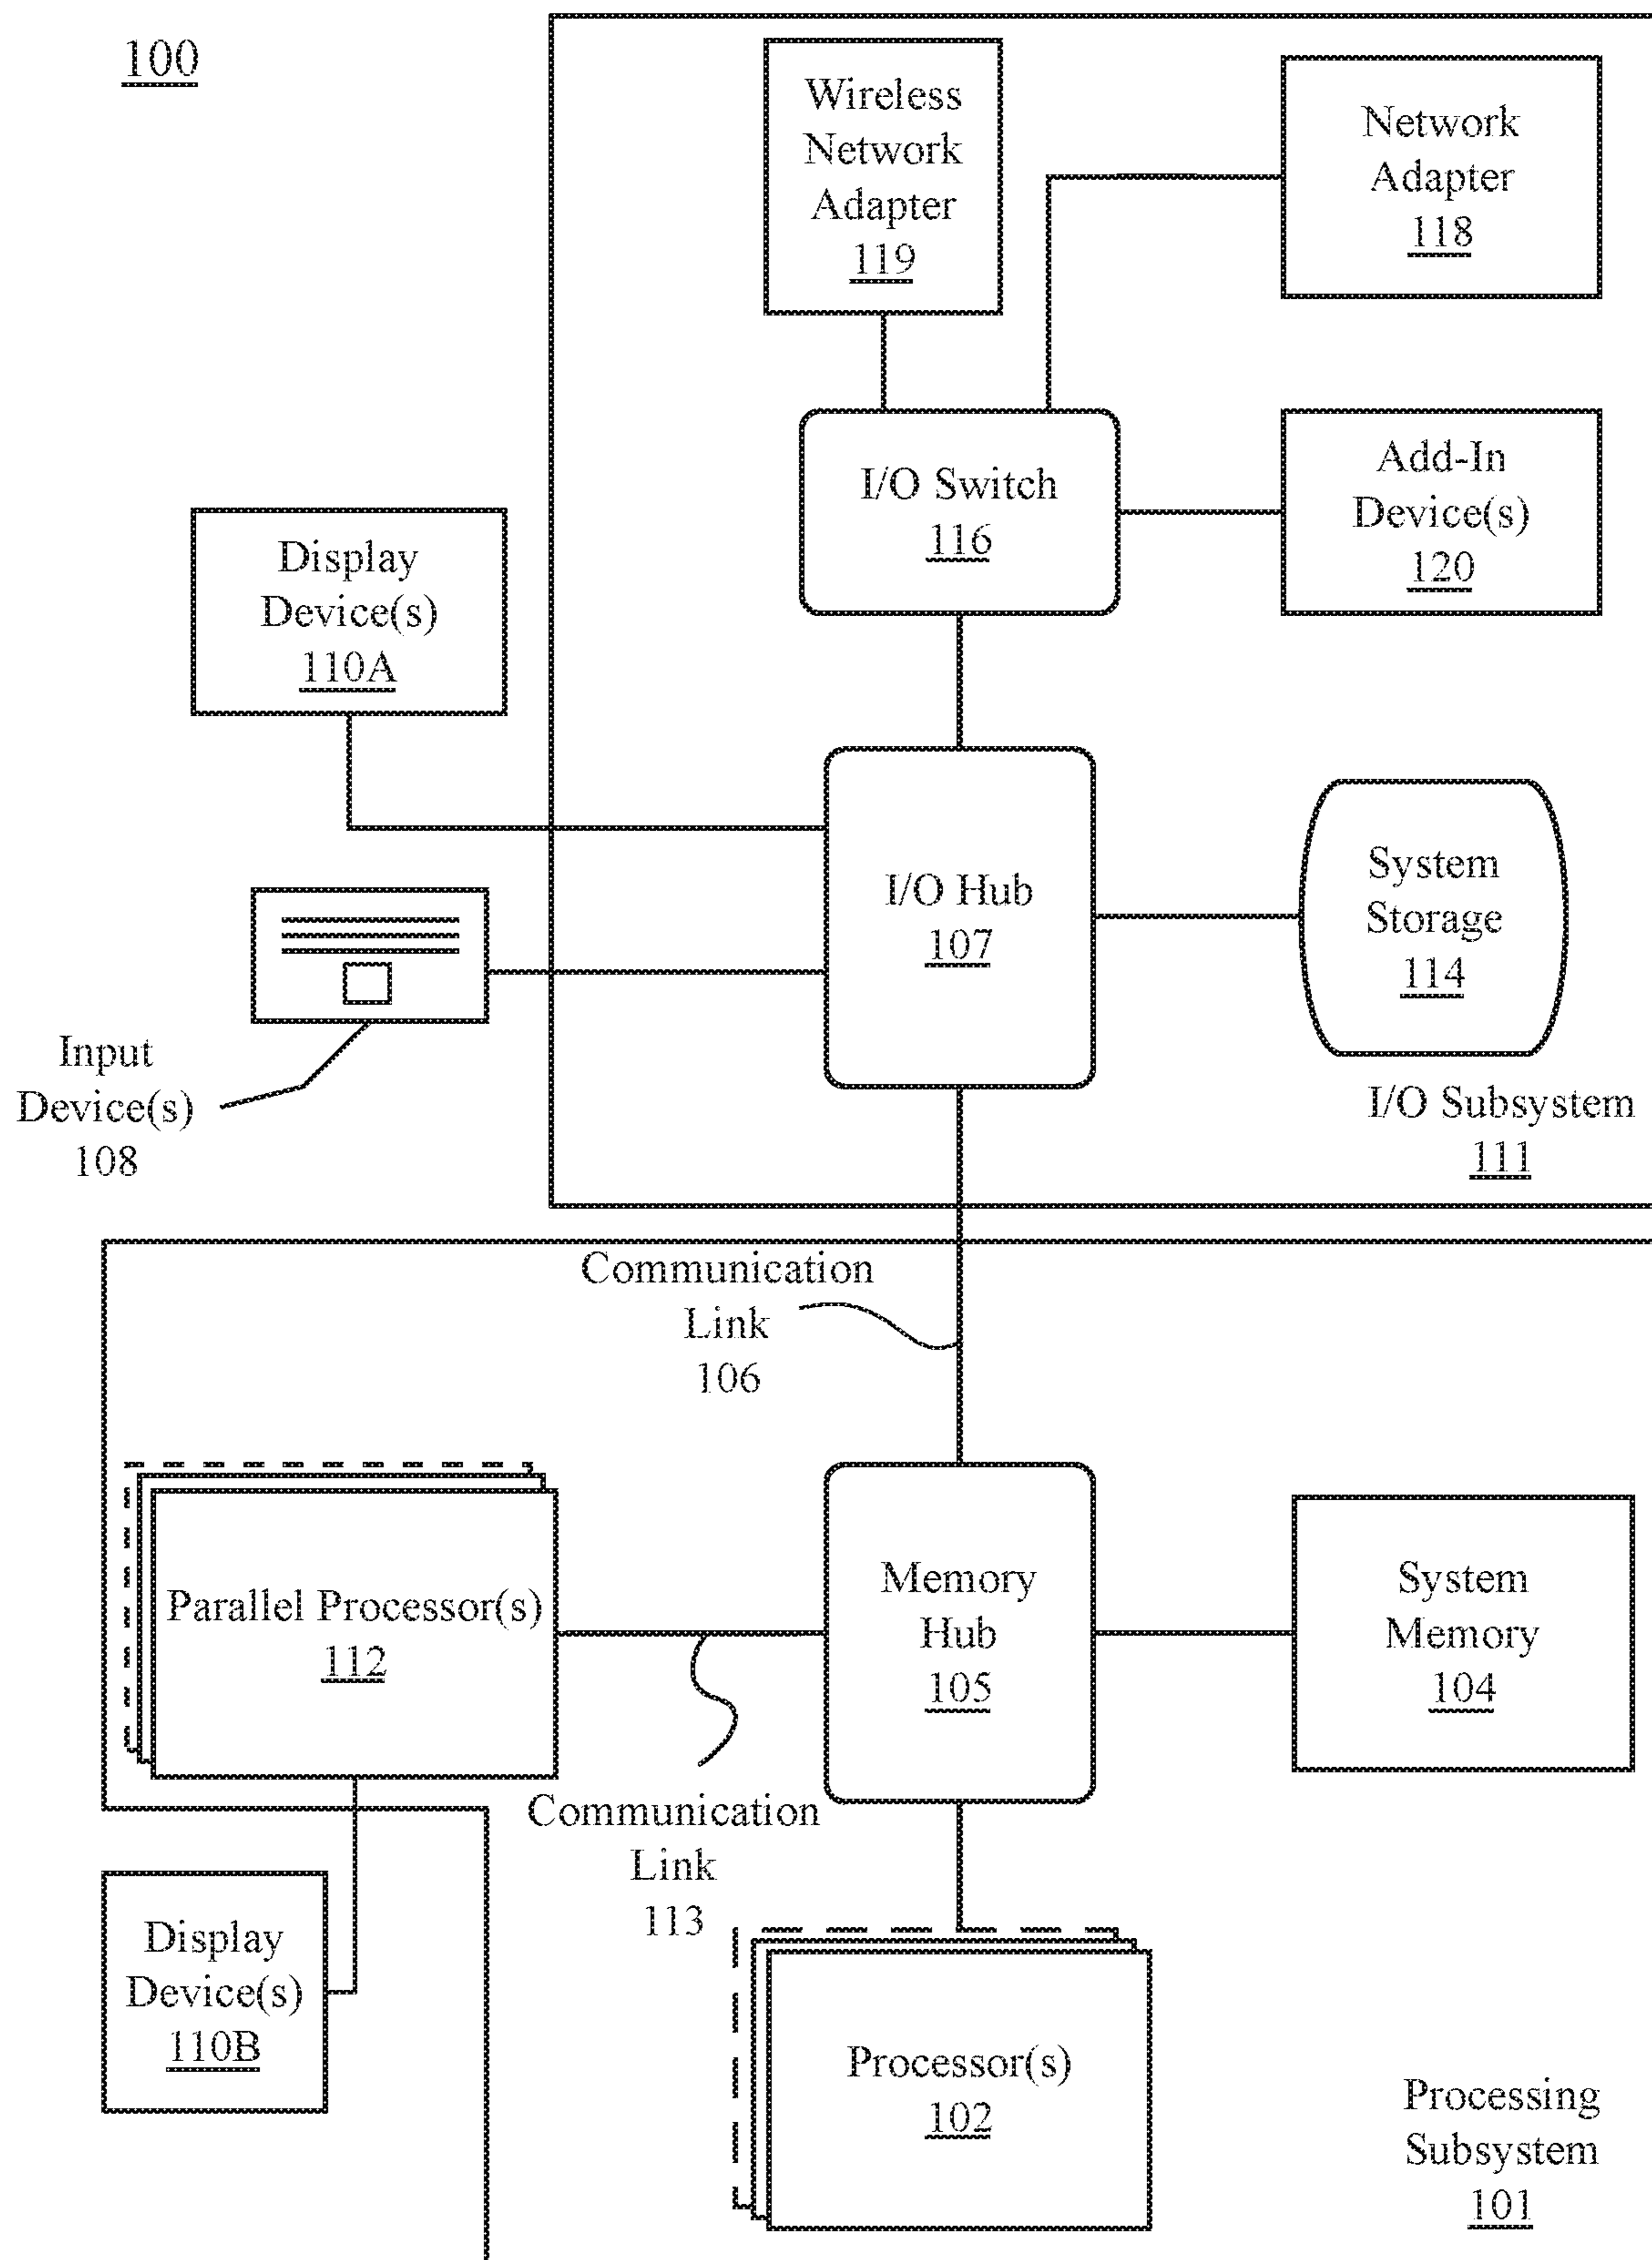 100
Wireless
Network
Adapter
119
Network
Adapter
118
I/O Switch
116
Add-In
Device(s)
120
Display
Device(s)
110A
I/O Hub
107
System
Storage
114
Input
Device(s)
108
I/O Subsystem
111
Communication
Link
106
Parallel Processor(s)
112
Memory
Hub
105
System
Memory
104
Communication
Link
113
Display
Device(s)
110B
Processor(s)
102
Processing
Subsystem
101